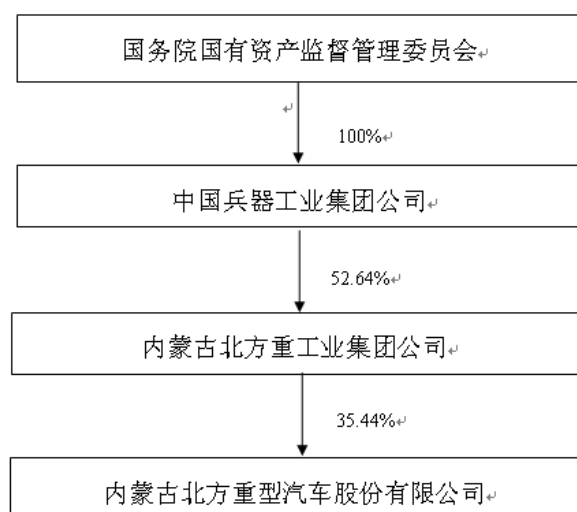 国务院国有资产监督管理委员会
100%
中国兵器工业集团公司
52.64%
内蒙古北方重工业集团公司
35.44%
内蒙古北方重型汽车股份有限公司